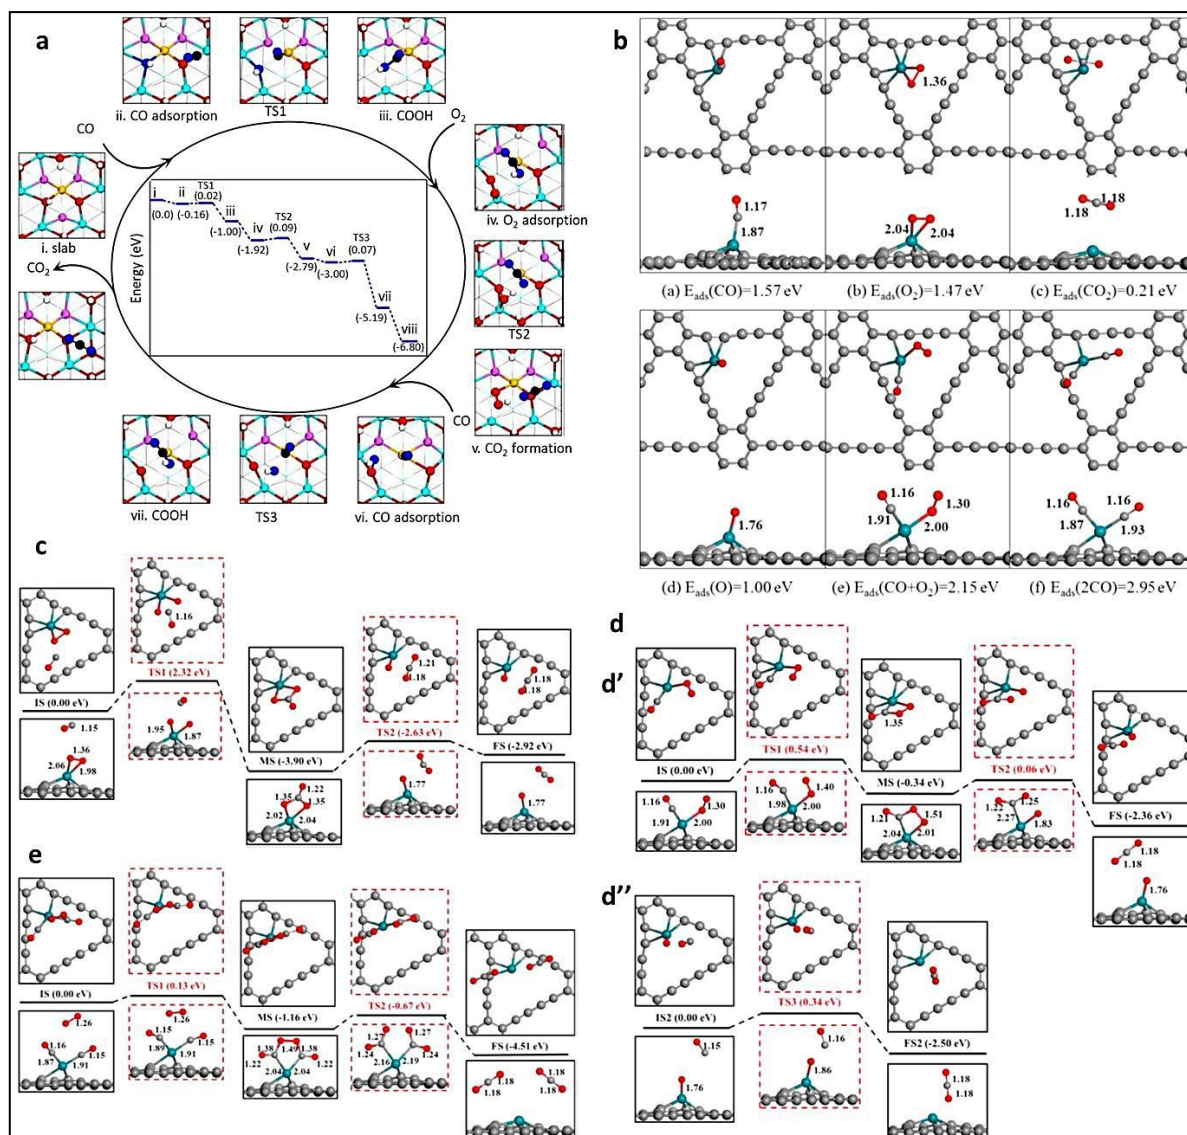 a
ii. CO adsorption
TS1
iii. COOH
CO
O₂
i. slab
iv. O₂ adsorption
CO₂
TS2
CO
v. CO₂ formation
vii. COOH
TS3
vi. CO adsorption
Energy (eV)
i
(0.0)
ii
(-0.16)
TS1
(0.02)
iii
(-1.00)
iv
(-1.92)
TS2
(0.09)
v
(-2.79)
vi
(-3.00)
TS3
(0.07)
vii
(-5.19)
viii
(-6.80)
b
1.36
1.17
1.87
2.04
2.04
1.18
1.18
(a) E_ads(CO)=1.57 eV
(b) E_ads(O₂)=1.47 eV
(c) E_ads(CO₂)=0.21 eV
1.76
1.16
1.91
1.30
2.00
1.16
1.87
1.16
1.93
(d) E_ads(O)=1.00 eV
(e) E_ads(CO+O₂)=2.15 eV
(f) E_ads(2CO)=2.95 eV
c
1.16
TS1 (2.32 eV)
IS (0.00 eV)
1.15
1.36
2.06
1.98
1.95
1.87
MS (-3.90 eV)
1.22
1.35
1.35
2.02
2.04
1.21
1.18
TS2 (-2.63 eV)
1.77
1.18
1.18
FS (-2.92 eV)
1.77
d
d'
IS (0.00 eV)
1.16
1.30
1.91
2.00
TS1 (0.54 eV)
1.16
1.40
1.98
2.00
1.35
MS (-0.34 eV)
1.21
1.51
2.04
2.01
TS2 (0.06 eV)
1.22
1.25
2.27
1.83
FS (-2.36 eV)
1.18
1.18
1.76
e
IS (0.00 eV)
1.26
1.16
1.15
1.87
1.91
TS1 (0.13 eV)
1.26
1.15
1.15
1.89
1.91
MS (-1.16 eV)
1.38
1.49
1.38
1.22
2.04
2.04
1.22
TS2 (-0.67 eV)
1.27
1.24
1.24
2.16
2.19
FS (-4.51 eV)
1.18
1.18
1.18
1.18
d''
IS2 (0.00 eV)
1.15
1.76
TS3 (0.34 eV)
1.16
1.86
FS2 (-2.50 eV)
1.18
1.18